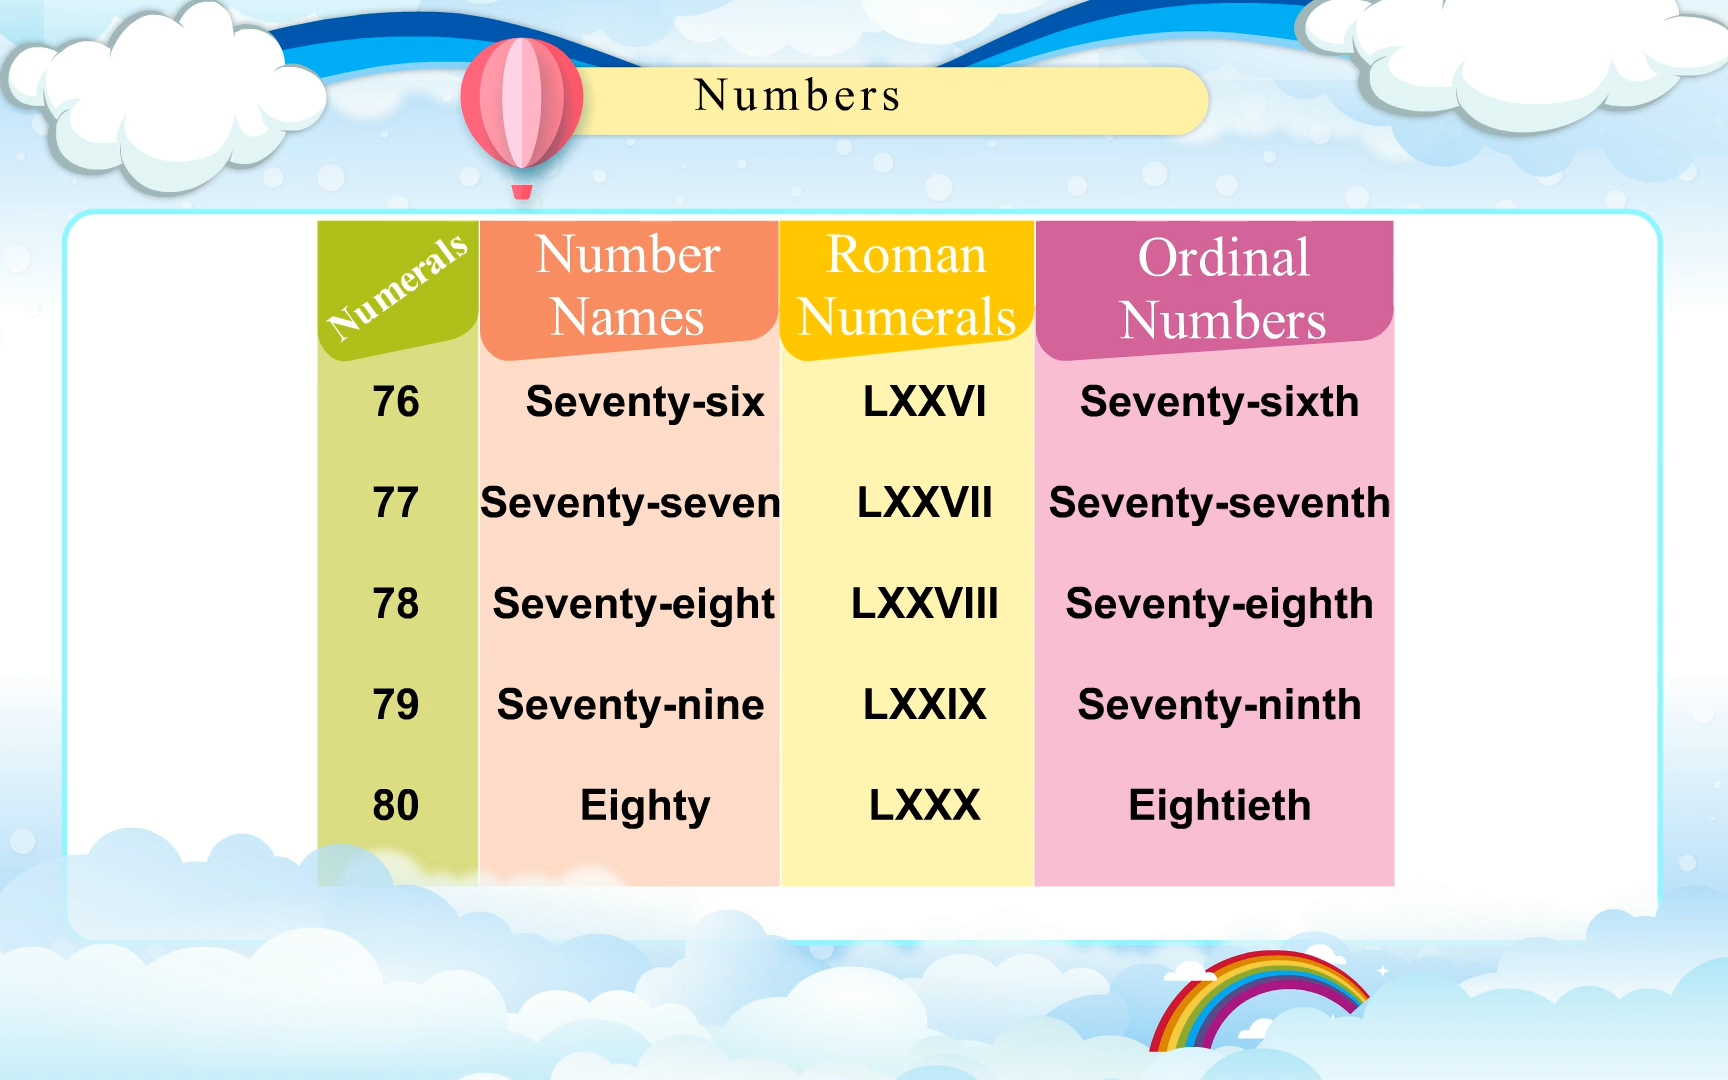 Numbers
Numerals
Number
Names
Roman
Numerals
Ordinal
Numbers
76 Seventy-six LXXVI Seventy-sixth
77 Seventy-seven LXXVII Seventy-seventh
78 Seventy-eight LXXVIII Seventy-eighth
79 Seventy-nine LXXIX Seventy-ninth
80 Eighty LXXX Eightieth